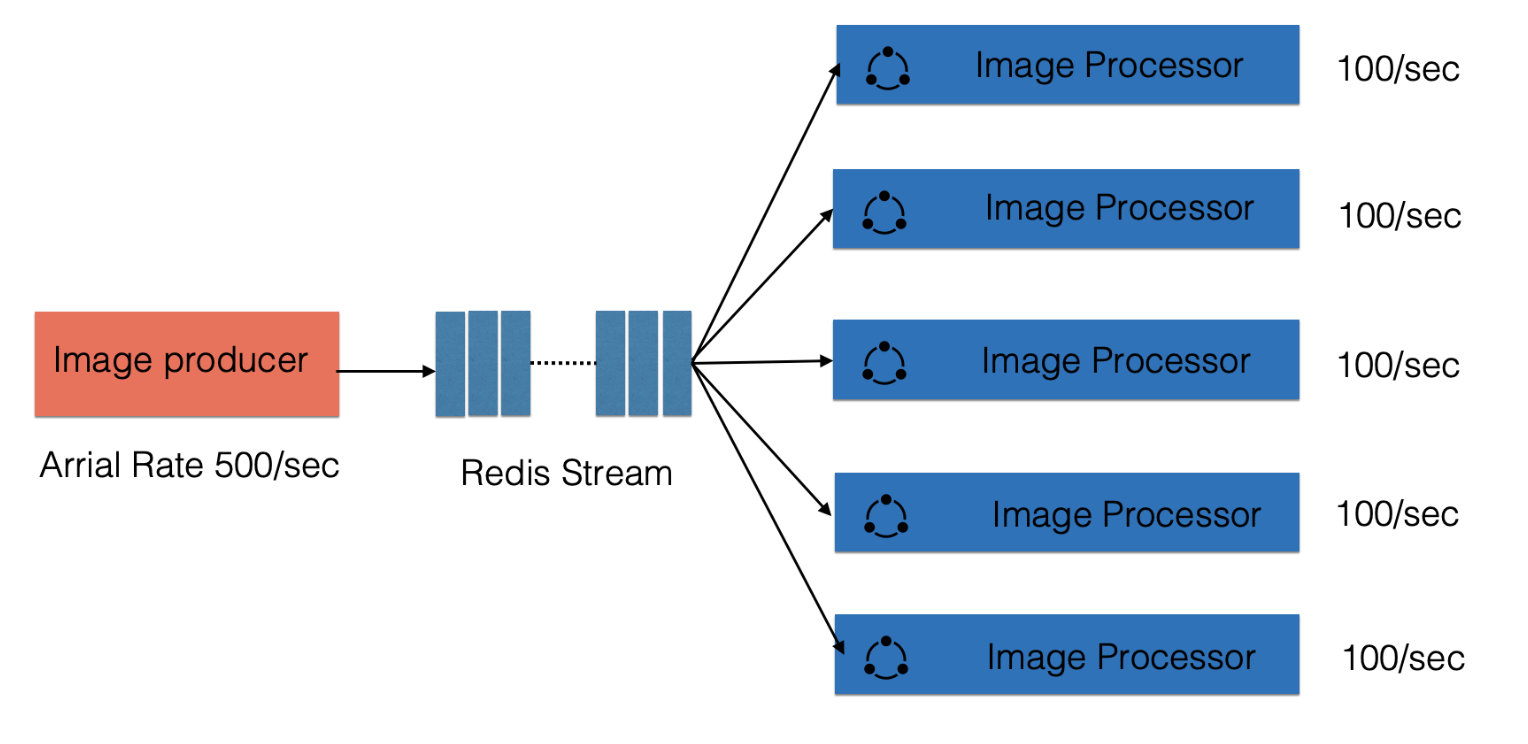 Image Processor
100/sec
Image Processor
100/sec
Image producer
Arrial Rate 500/sec
Redis Stream
Image Processor
100/sec
Image Processor
100/sec
Image Processor
100/sec